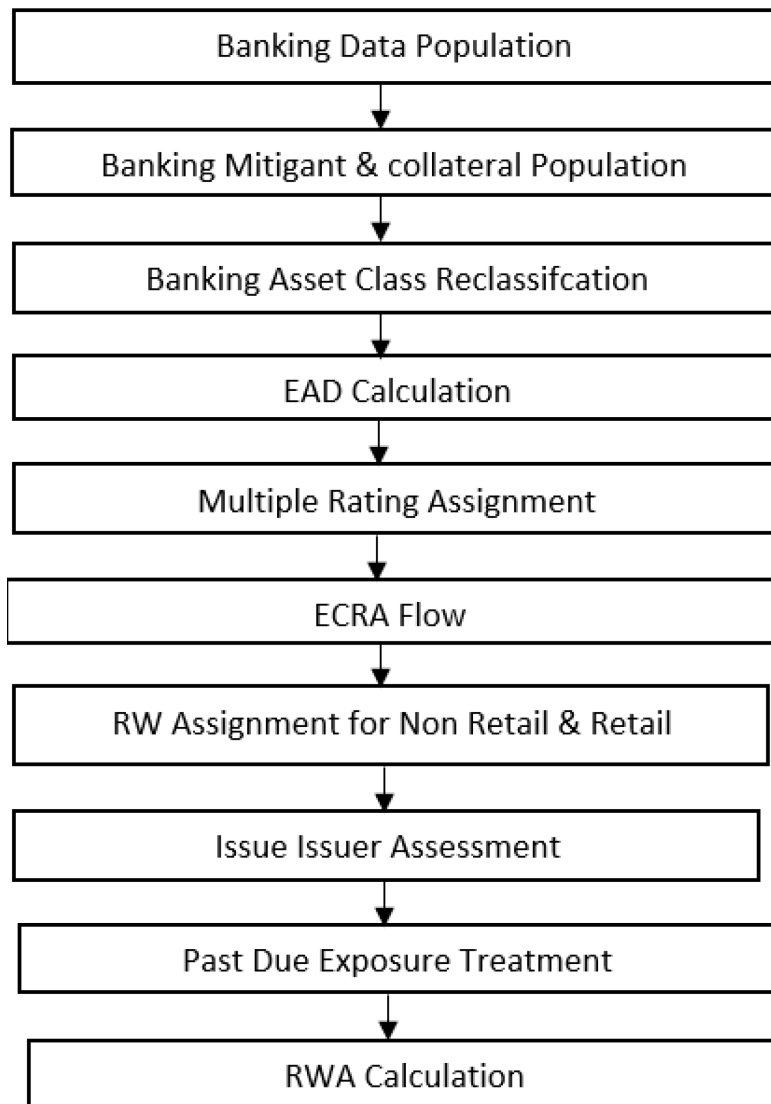 Banking Data Population
Banking Mitigant & collateral Population
Banking Asset Class Reclassifcation
EAD Calculation
Multiple Rating Assignment
ECRA Flow
RW Assignment for Non Retail & Retail
Issue Issuer Assessment
Past Due Exposure Treatment
RWA Calculation